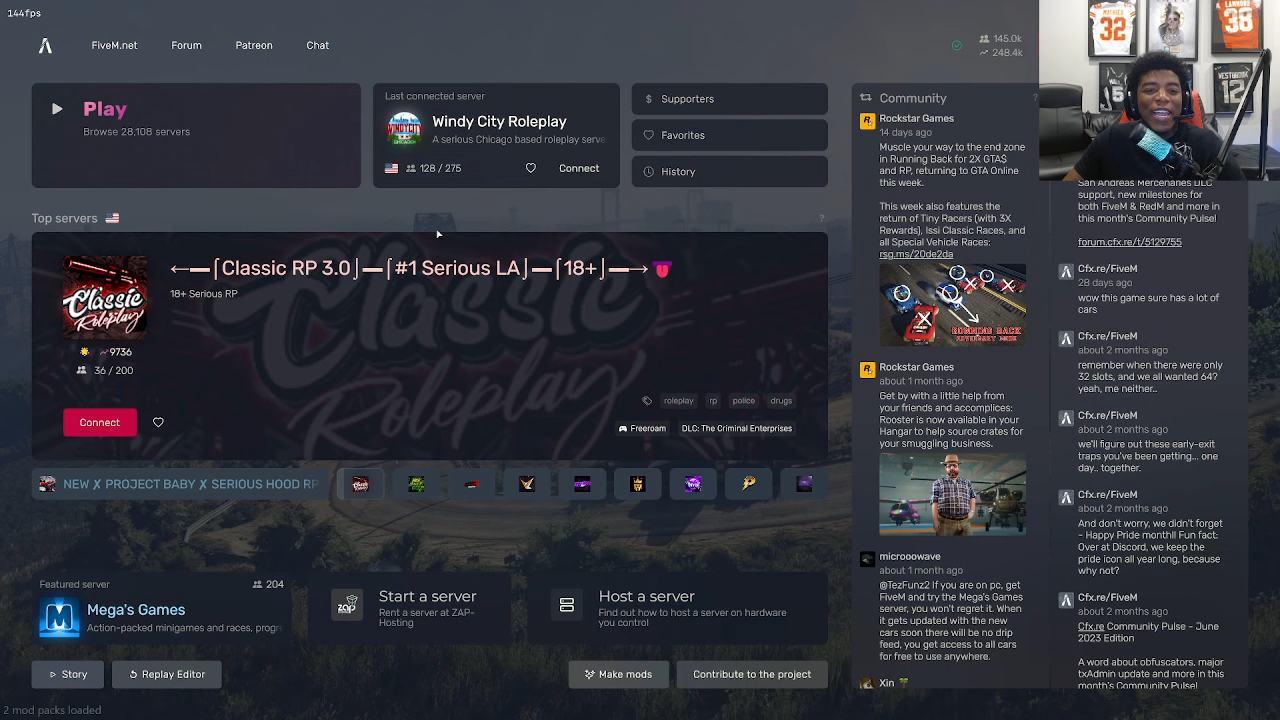 144fps
FiveM.net
Forum
Patreon
Chat
145.0k
248.4k
Play
Browse 28,108 servers
Last connected server
Windy City Roleplay
A serious Chicago based roleplay serve
128 / 275
Connect
$ Supporters
Favorites
History
Top servers
?
Classic
Roleplay
←—⌠Classic RP 3.0⌡—⌠#1 Serious LA⌡—⌠18+⌡—→
18+ Serious RP
9736
36 / 200
Connect
roleplay
rp
police
drugs
Freeroam
DLC: The Criminal Enterprises
NEW ✗ PROJECT BABY ✗ SERIOUS HOOD RP
Featured server
204
Mega's Games
Action-packed minigames and races, progre
ZAP
Start a server
Rent a server at ZAP-
Hosting
Host a server
Find out how to host a server on hardware
you control
Story
Replay Editor
Make mods
Contribute to the project
2 mod packs loaded
Community
?
Rockstar Games
14 days ago
Muscle your way to the end zone
in Running Back for 2X GTA$
and RP, returning to GTA Online
this week.
This week also features the
return of Tiny Racers (with 3X
Rewards), Issi Classic Races, and
all Special Vehicle Races:
rsg.ms/20de2da
RUNNING BACK
ADVERSARY MODE
Rockstar Games
about 1 month ago
Get by with a little help from
your friends and accomplices:
Rooster is now available in your
Hangar to help source crates for
your smuggling business.
microoowave
about 1 month ago
@TezFunz2 If you are on pc, get
FiveM and try the Mega's Games
server, you won't regret it. When
it gets updated with the new
cars soon there will be no drip
feed, you get access to all cars
for free to use anywhere.
Xin
San Andreas Mercenaries DLC
support, new milestones for
both FiveM & RedM and more in
this month's Community Pulse!
forum.cfx.re/t/5129755
Cfx.re/FiveM
28 days ago
wow this game sure has a lot of
cars
Cfx.re/FiveM
about 2 months ago
remember when there were only
32 slots, and we all wanted 64?
yeah, me neither..
Cfx.re/FiveM
about 2 months ago
we'll figure out these early-exit
traps you've been getting... one
day.. together.
Cfx.re/FiveM
about 2 months ago
And don't worry, we didn't forget
- Happy Pride month!! Fun fact:
Over at Discord, we keep the
pride icon all year long, because
why not?
Cfx.re/FiveM
about 2 months ago
Cfx.re Community Pulse - June
2023 Edition
A word about obfuscators, major
txAdmin update and more in this
month's Community Pulse!
MATHIEU
32
LAMMONS
38
WESTBROOK
12